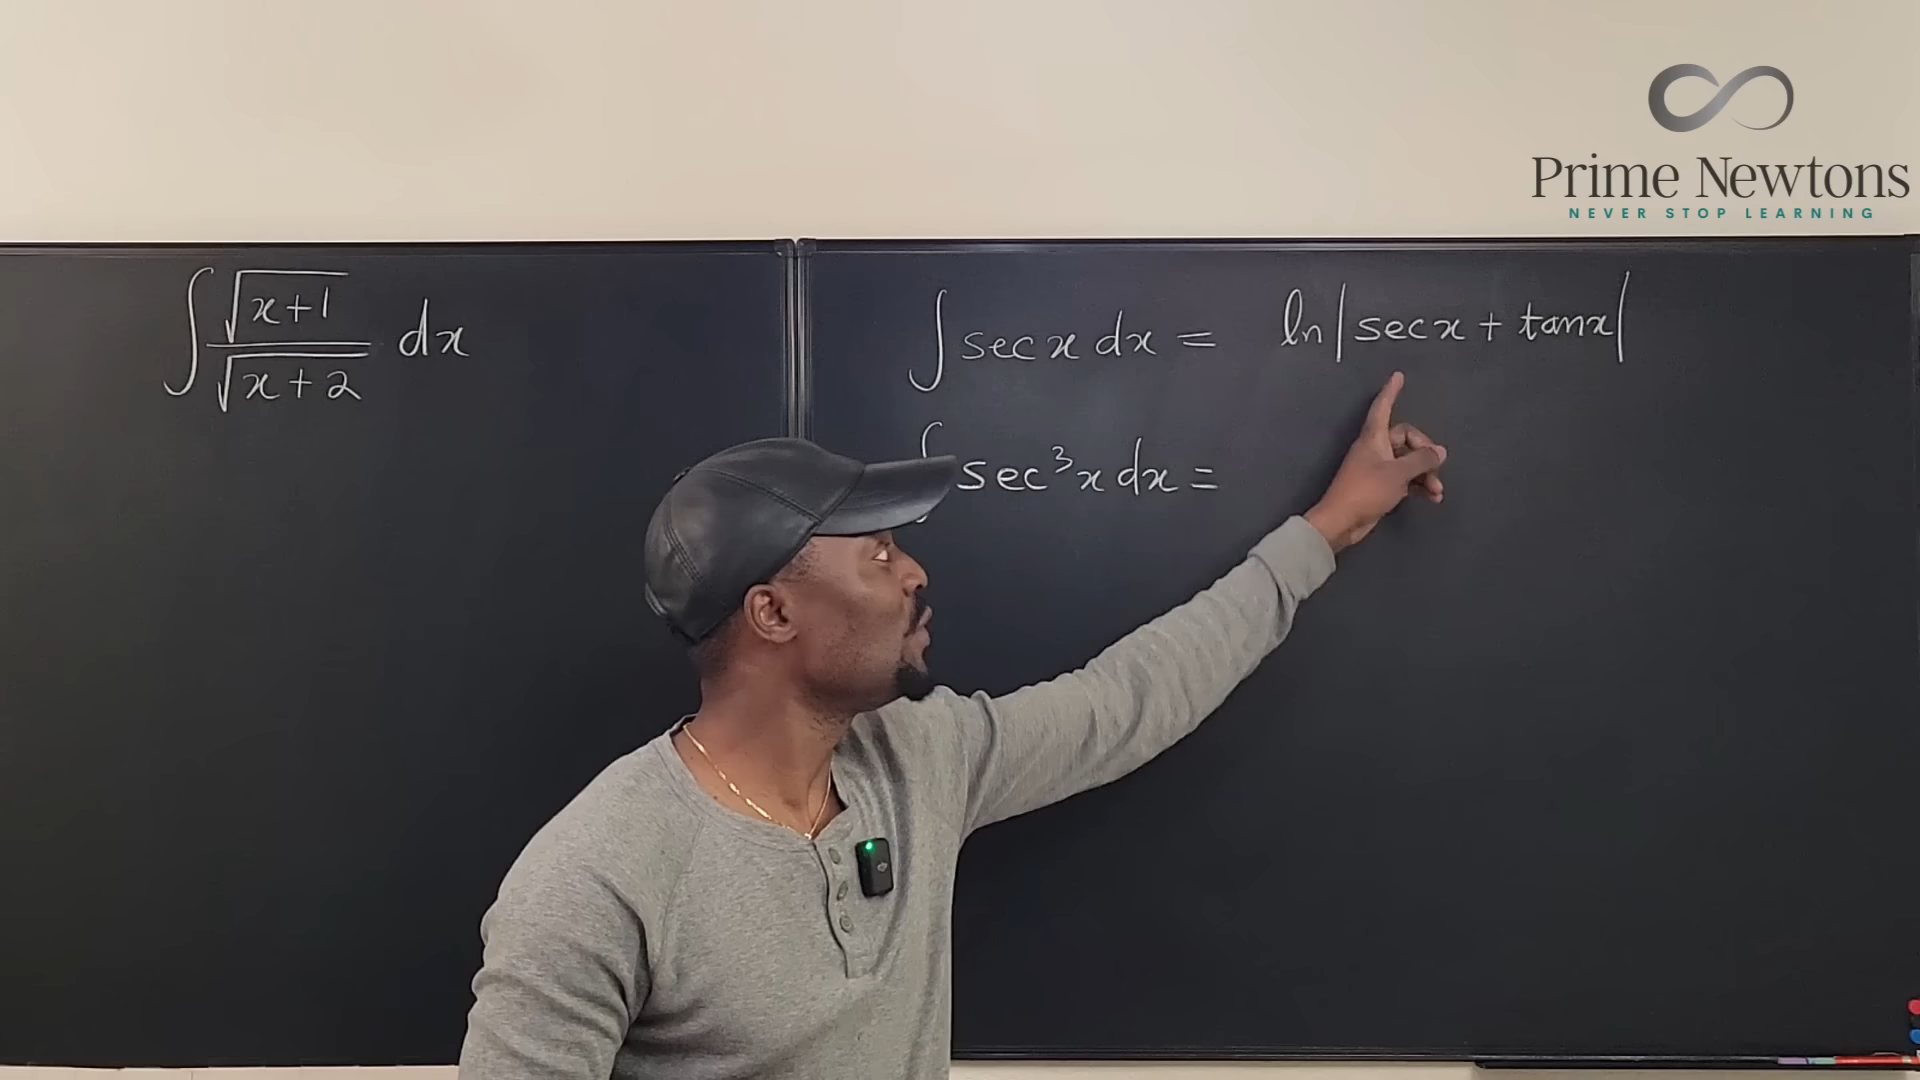 Prime Newtons
NEVER STOP LEARNING
∫ √(x+1) / √(x+2) dx
∫ sec x dx = ln|sec x + tan x|
∫ sec³x dx =